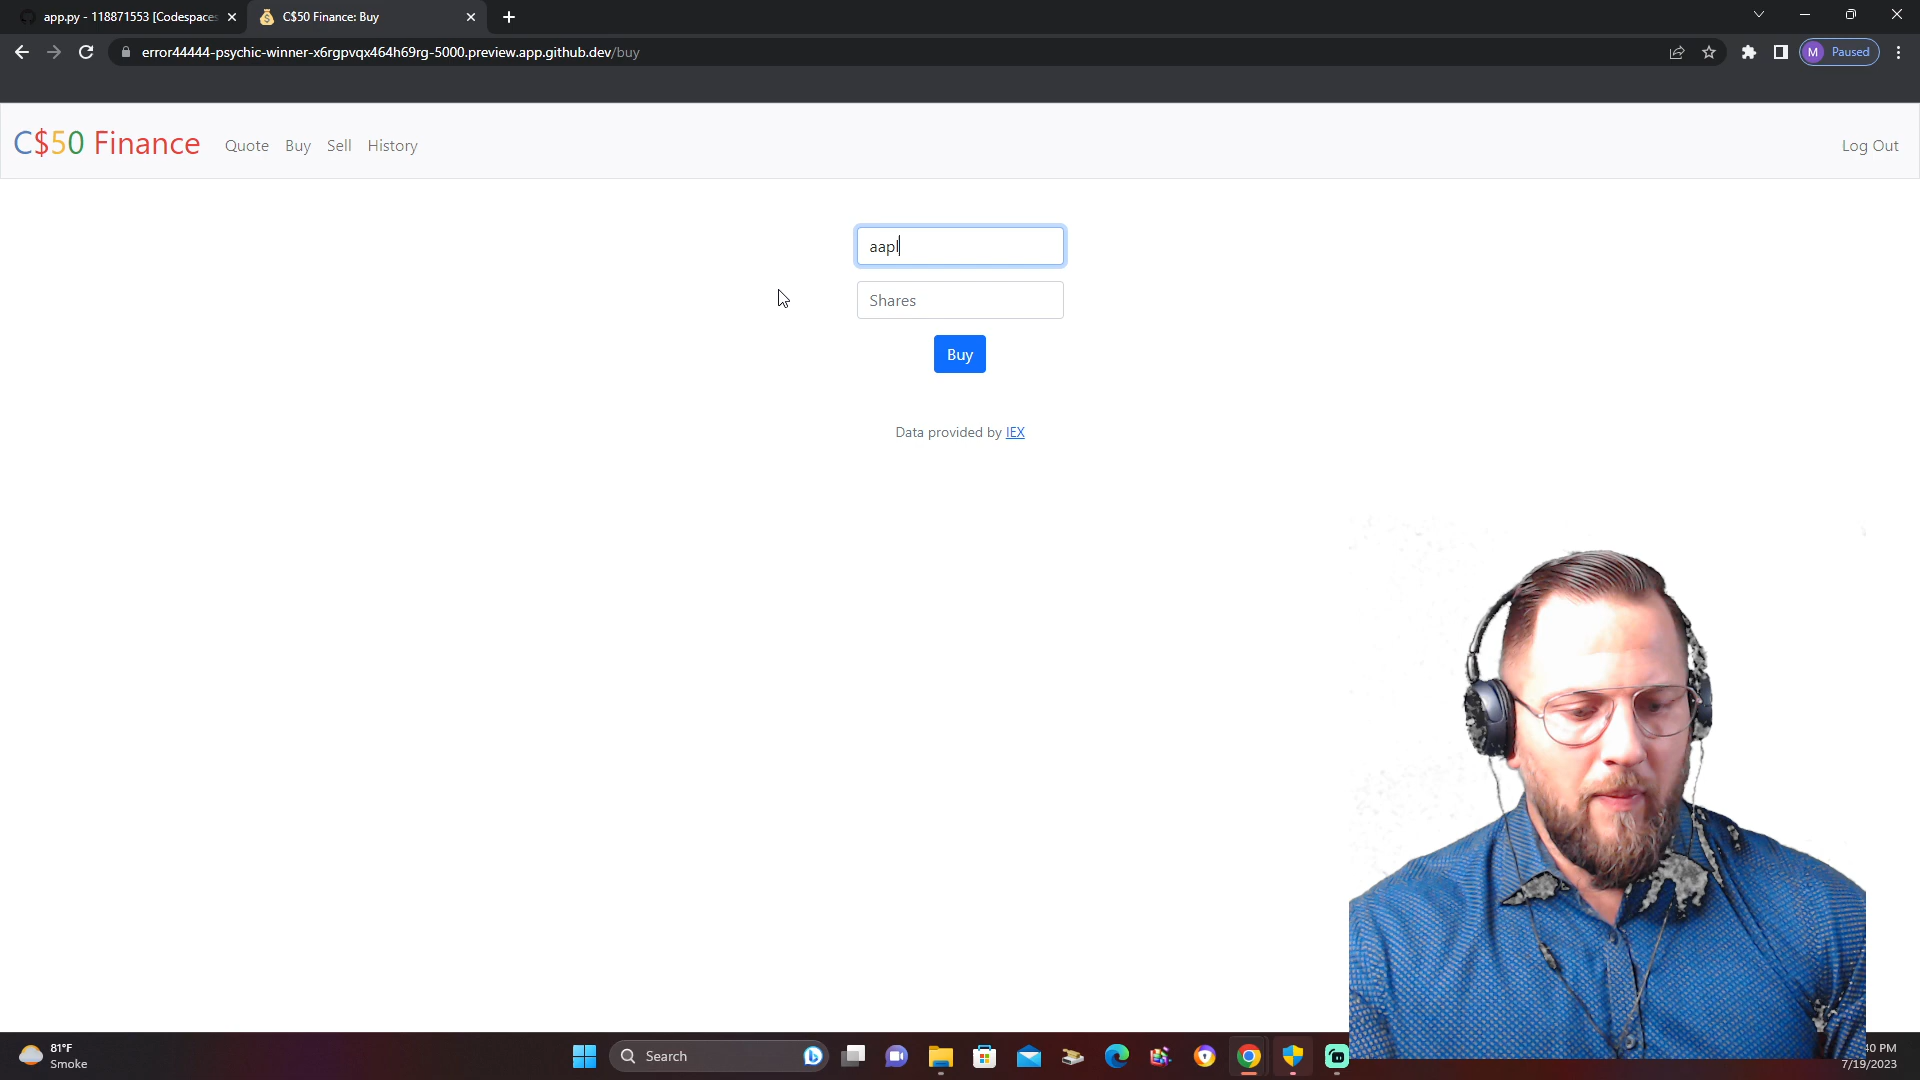 app.py - 118871553 [Codespaces
C$50 Finance: Buy
error44444-psychic-winner-x6rgpvqx464h69rg-5000.preview.app.github.dev/buy
M Paused
C$50 Finance Quote Buy Sell History Log Out
aapl
Shares
Buy
Data provided by IEX
81°F
Smoke
Search
40 PM
7/19/2023